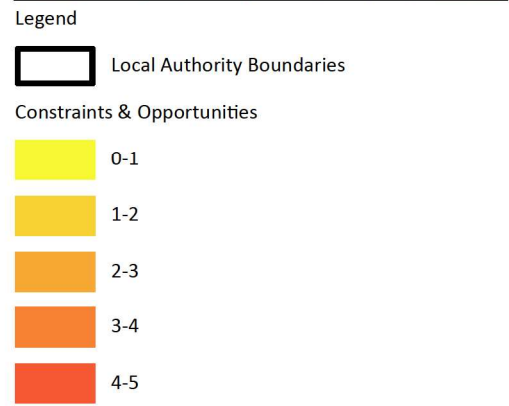 Legend
Local Authority Boundaries
Constraints & Opportunities
0-1
1-2
2-3
3-4
4-5